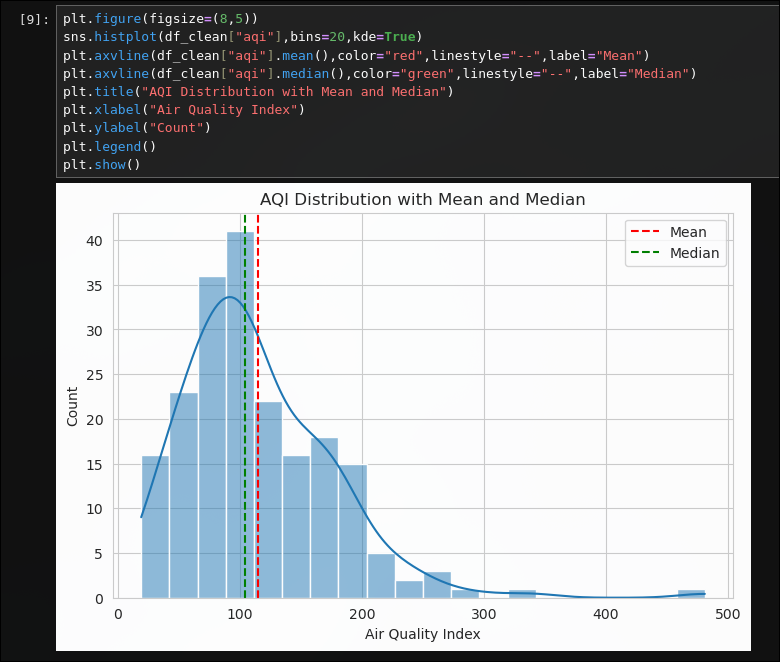 [9]: plt.figure(figsize=(8,5))
sns.histplot(df_clean["aqi"],bins=20,kde=True)
plt.axvline(df_clean["aqi"].mean(),color="red",linestyle="--",label="Mean")
plt.axvline(df_clean["aqi"].median(),color="green",linestyle="--",label="Median")
plt.title("AQI Distribution with Mean and Median")
plt.xlabel("Air Quality Index")
plt.ylabel("Count")
plt.legend()
plt.show()
AQI Distribution with Mean and Median
Mean
Median
40
35
30
25
20
15
10
5
0
Count
0 100 200 300 400 500
Air Quality Index